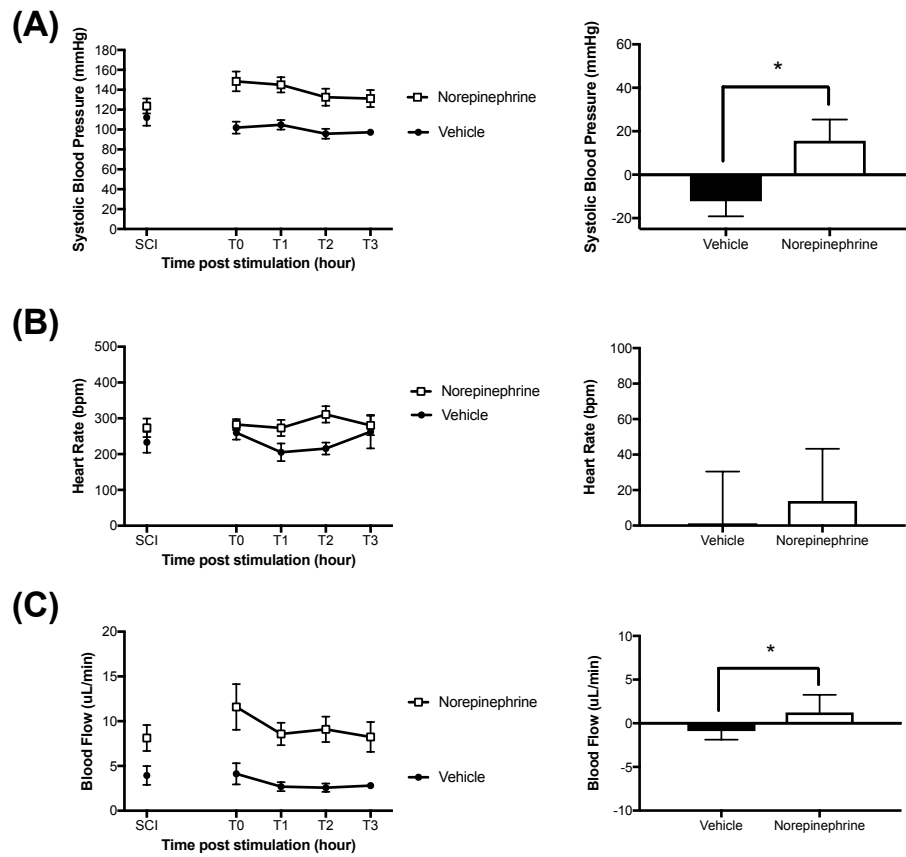 (A)
Systolic Blood Pressure (mmHg)
180
160
140
120
100
80
60
40
20
0
SCI T0 T1 T2 T3
Time post stimulation (hour)
Norepinephrine
Vehicle
Systolic Blood Pressure (mmHg)
60
40
20
0
-20
*
Vehicle Norepinephrine
(B)
Heart Rate (bpm)
500
400
300
200
100
0
SCI T0 T1 T2 T3
Time post stimulation (hour)
Norepinephrine
Vehicle
Heart Rate (bpm)
100
80
60
40
20
0
Vehicle Norepinephrine
(C)
Blood Flow (uL/min)
20
15
10
5
0
SCI T0 T1 T2 T3
Time post stimulation (hour)
Norepinephrine
Vehicle
Blood Flow (uL/min)
10
5
0
-5
-10
*
Vehicle Norepinephrine